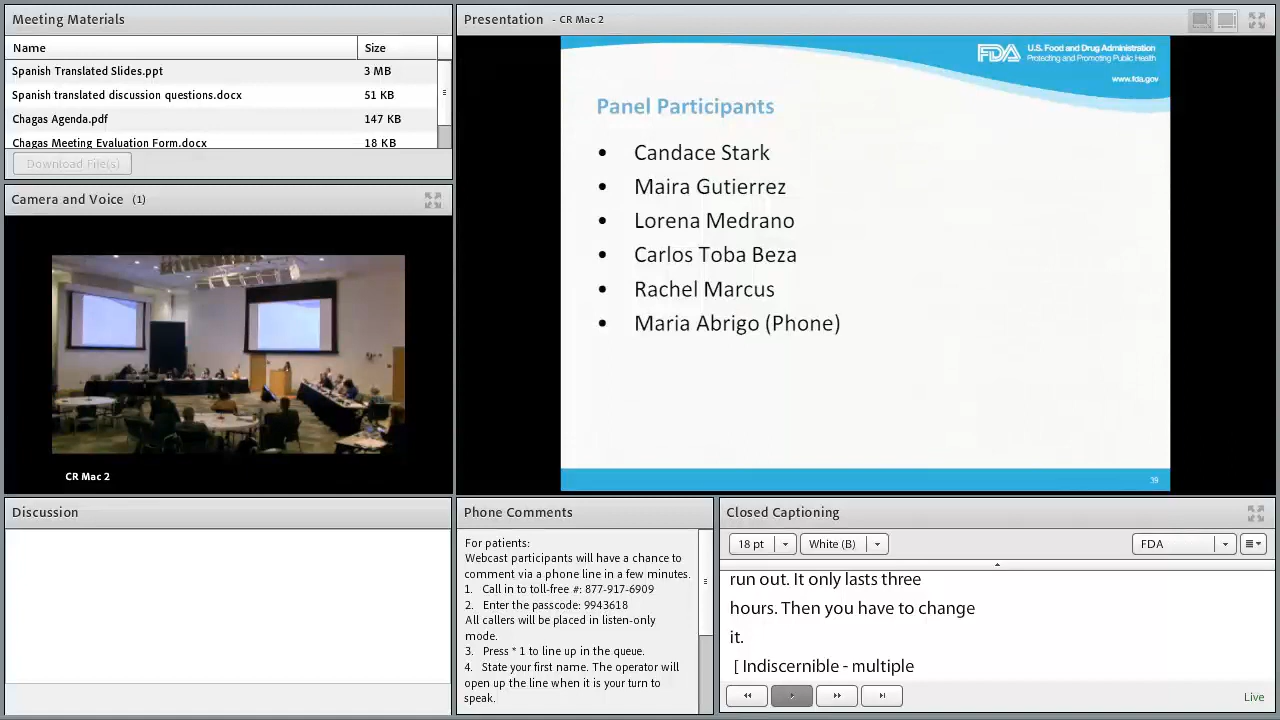 Meeting Materials
Name Size
Spanish Translated Slides.ppt 3 MB
Spanish translated discussion questions.docx 51 KB
Chagas Agenda.pdf 147 KB
Chagas Meeting Evaluation Form.docx 18 KB
Download File(s)
Camera and Voice (1)
CR Mac 2
Discussion
Presentation - CR Mac 2
FDA U.S. Food and Drug Administration
Protecting and Promoting Public Health
www.fda.gov
Panel Participants
• Candace Stark
• Maira Gutierrez
• Lorena Medrano
• Carlos Toba Beza
• Rachel Marcus
• Maria Abrigo (Phone)
39
Phone Comments
For patients:
Webcast participants will have a chance to
comment via a phone line in a few minutes.
1. Call in to toll-free #: 877-917-6909
2. Enter the passcode: 9943618
All callers will be placed in listen-only
mode.
3. Press * 1 to line up in the queue.
4. State your first name. The operator will
open up the line when it is your turn to
speak.
Closed Captioning
18 pt White (B) FDA
run out. It only lasts three
hours. Then you have to change
it.
[ Indiscernible - multiple
Live